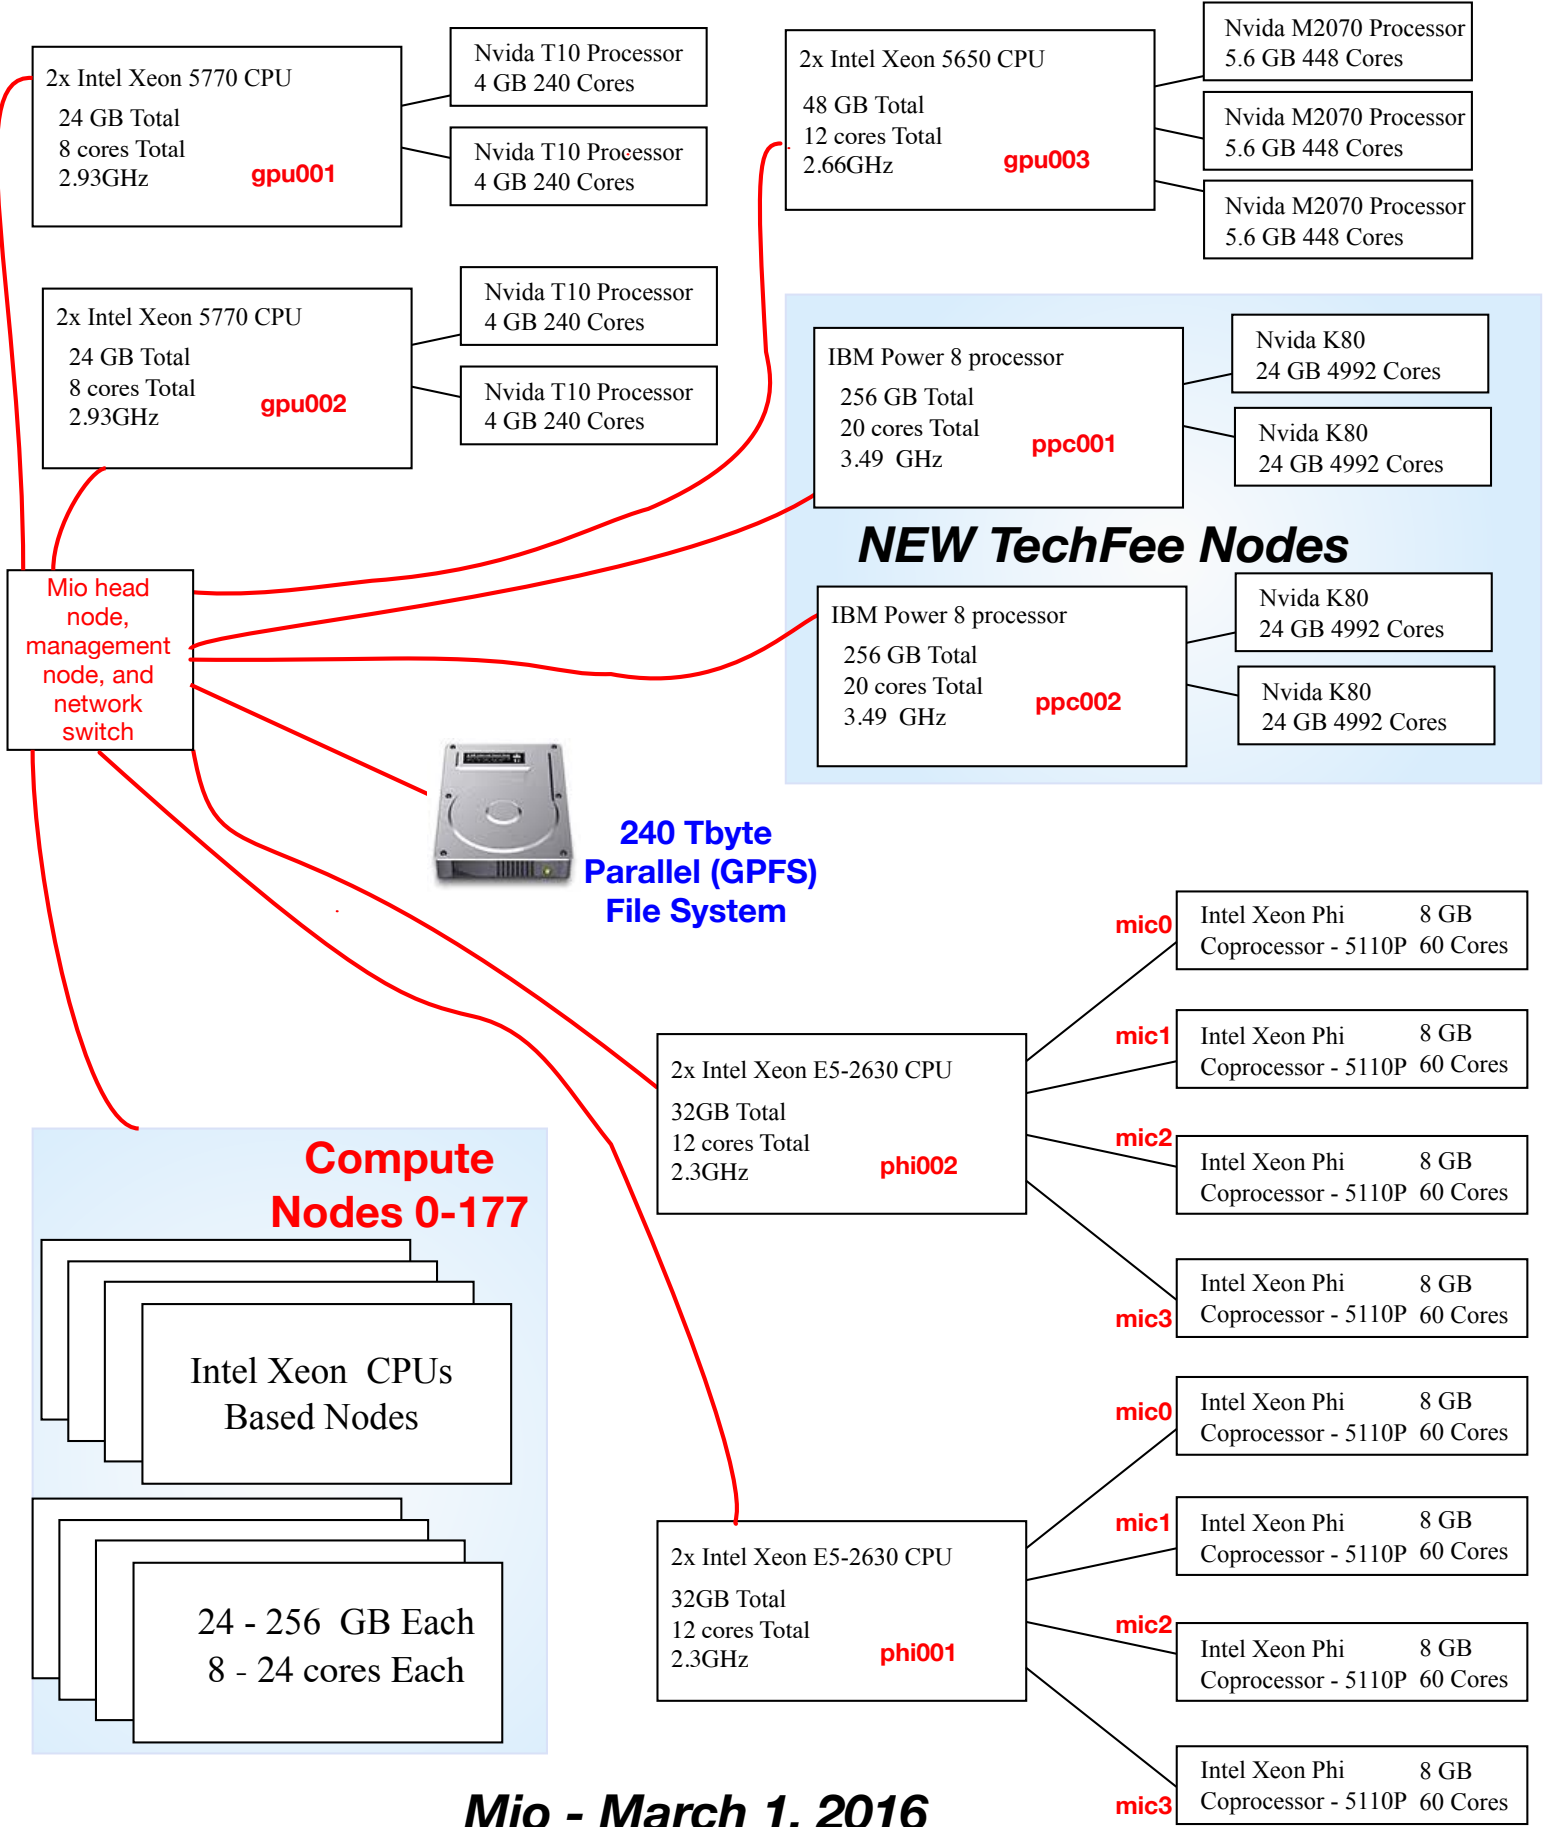 2x Intel Xeon 5770 CPU
24 GB Total
8 cores Total
2.93GHz
gpu001
Nvidia T10 Processor
4 GB 240 Cores
Nvidia T10 Processor
4 GB 240 Cores
2x Intel Xeon 5650 CPU
48 GB Total
12 cores Total
2.66GHz
gpu003
Nvida M2070 Processor
5.6 GB 448 Cores
Nvida M2070 Processor
5.6 GB 448 Cores
Nvida M2070 Processor
5.6 GB 448 Cores
2x Intel Xeon 5770 CPU
24 GB Total
8 cores Total
2.93GHz
gpu002
Nvida T10 Processor
4 GB 240 Cores
Nvida T10 Processor
4 GB 240 Cores
IBM Power 8 processor
256 GB Total
20 cores Total
3.49 GHz
ppc001
Nvida K80
24 GB 4992 Cores
Nvida K80
24 GB 4992 Cores
NEW TechFee Nodes
IBM Power 8 processor
256 GB Total
20 cores Total
3.49 GHz
ppc002
Nvida K80
24 GB 4992 Cores
Nvida K80
24 GB 4992 Cores
Mio head
node,
management
node, and
network
switch
240 Tbyte
Parallel (GPFS)
File System
2x Intel Xeon E5-2630 CPU
32GB Total
12 cores Total
2.3GHz
phi002
mic0
Intel Xeon Phi 8 GB
Coprocessor - 5110P 60 Cores
mic1
Intel Xeon Phi 8 GB
Coprocessor - 5110P 60 Cores
mic2
Intel Xeon Phi 8 GB
Coprocessor - 5110P 60 Cores
mic3
Intel Xeon Phi 8 GB
Coprocessor - 5110P 60 Cores
Compute
Nodes 0-177
Intel Xeon CPUs
Based Nodes
24 - 256 GB Each
8 - 24 cores Each
2x Intel Xeon E5-2630 CPU
32GB Total
12 cores Total
2.3GHz
phi001
mic0
Intel Xeon Phi 8 GB
Coprocessor - 5110P 60 Cores
mic1
Intel Xeon Phi 8 GB
Coprocessor - 5110P 60 Cores
mic2
Intel Xeon Phi 8 GB
Coprocessor - 5110P 60 Cores
mic3
Intel Xeon Phi 8 GB
Coprocessor - 5110P 60 Cores
Mio - March 1, 2016